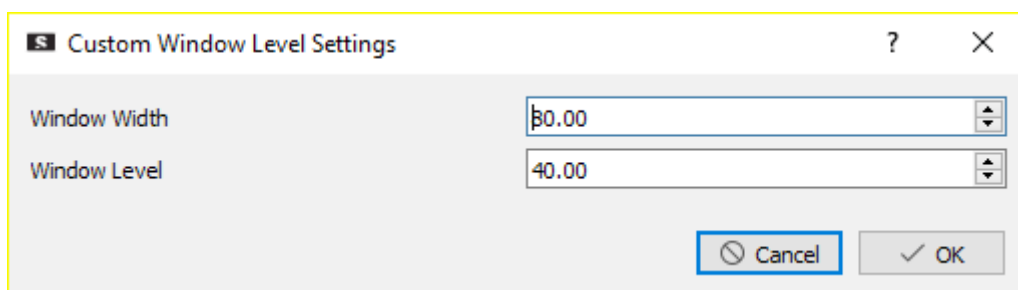 S Custom Window Level Settings ?
Window Width 80.00
Window Level 40.00
Cancel OK